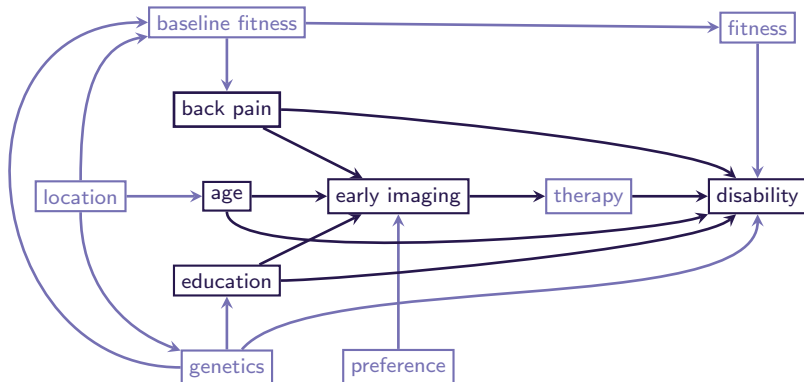 baseline fitness
fitness
back pain
location
age
early imaging
therapy
disability
education
genetics
preference